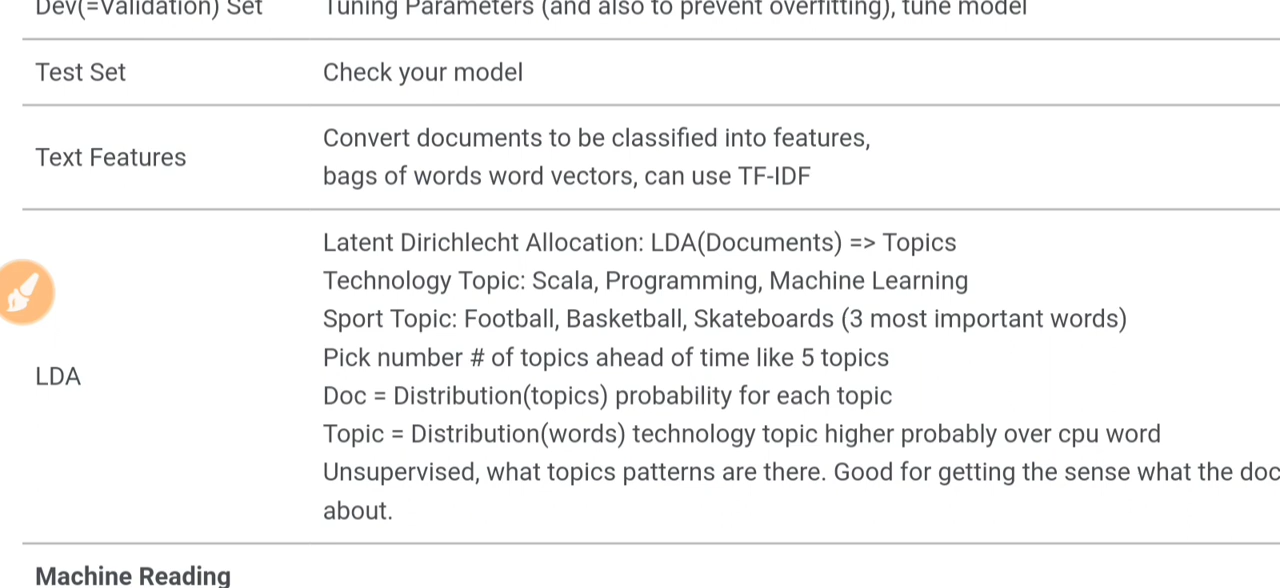 Dev(=Validation) Set
Tuning Parameters (and also to prevent overfitting), tune model
Test Set
Check your model
Text Features
Convert documents to be classified into features,
bags of words word vectors, can use TF-IDF
LDA
Latent Dirichlecht Allocation: LDA(Documents) => Topics
Technology Topic: Scala, Programming, Machine Learning
Sport Topic: Football, Basketball, Skateboards (3 most important words)
Pick number # of topics ahead of time like 5 topics
Doc = Distribution(topics) probability for each topic
Topic = Distribution(words) technology topic higher probably over cpu word
Unsupervised, what topics patterns are there. Good for getting the sense what the doc
about.
Machine Reading